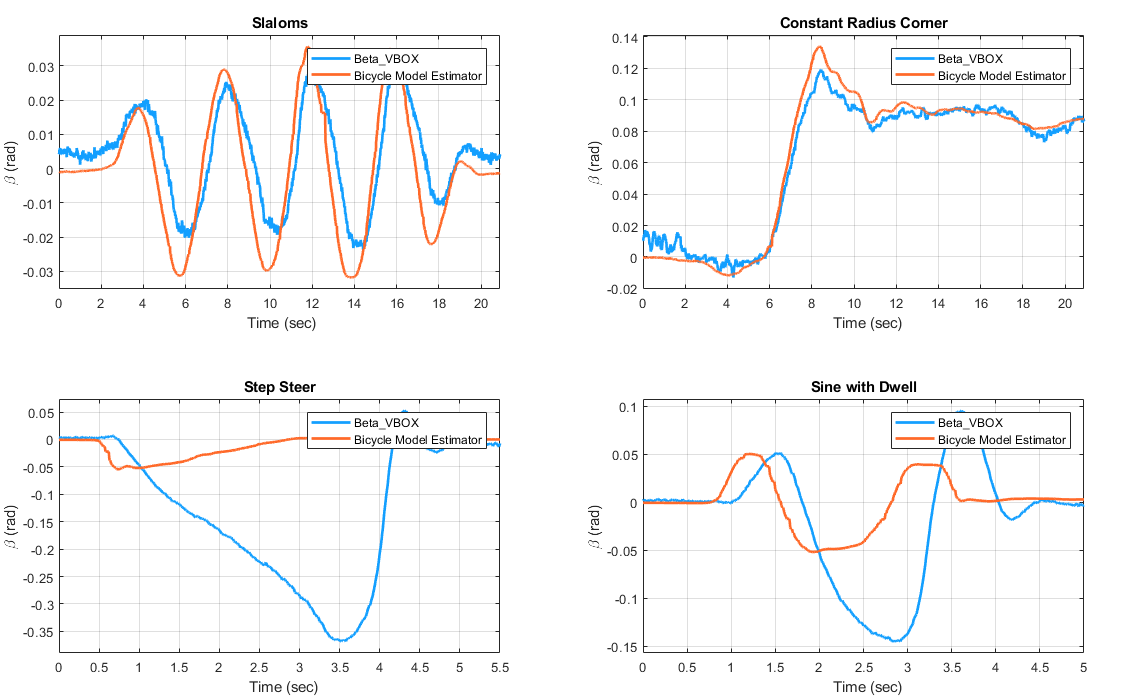 Slaloms
Beta_VBOX
Bicycle Model Estimator
0.03
0.02
0.01
0
-0.01
-0.02
-0.03
β (rad)
0 2 4 6 8 10 12 14 16 18 20
Time (sec)
Constant Radius Corner
Beta_VBOX
Bicycle Model Estimator
0.14
0.12
0.1
0.08
0.06
0.04
0.02
0
-0.02
β (rad)
0 2 4 6 8 10 12 14 16 18 20
Time (sec)
Step Steer
Beta_VBOX
Bicycle Model Estimator
0.05
0
-0.05
-0.1
-0.15
-0.2
-0.25
-0.3
-0.35
β (rad)
0 0.5 1 1.5 2 2.5 3 3.5 4 4.5 5 5.5
Time (sec)
Sine with Dwell
Beta_VBOX
Bicycle Model Estimator
0.1
0.05
0
-0.05
-0.1
-0.15
β (rad)
0 0.5 1 1.5 2 2.5 3 3.5 4 4.5 5
Time (sec)